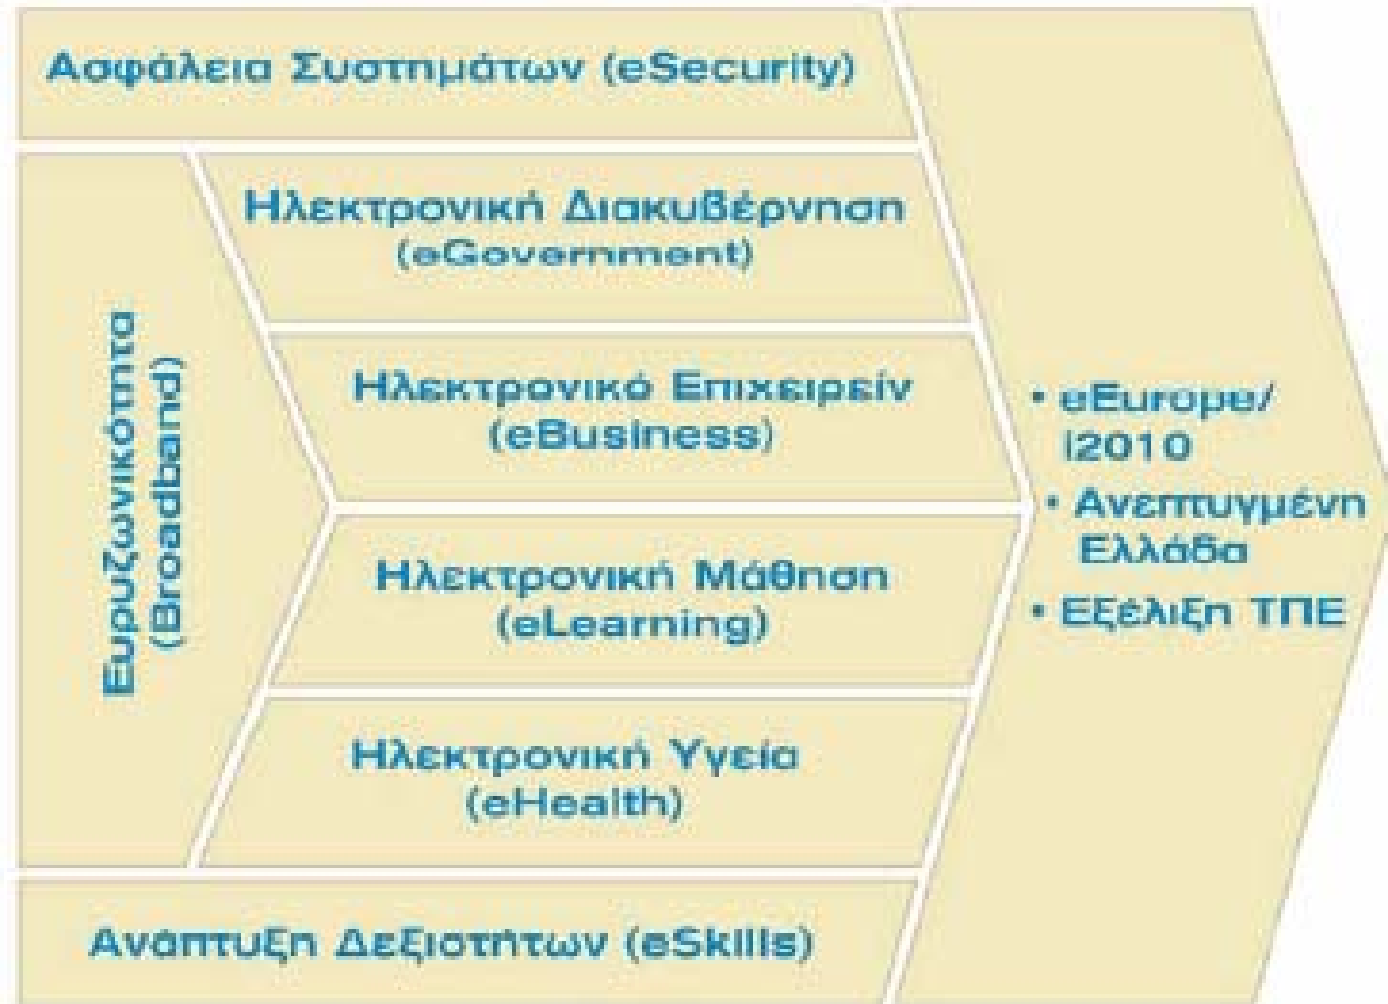 Ασφάλεια Συστημάτων (eSecurity)
Ευρυζωνικότητα
(Broadband)
Ηλεκτρονική Διακυβέρνηση
(eGovernment)
Ηλεκτρονικό Επιχειρείν
(eBusiness)
Ηλεκτρονική Μάθηση
(eLearning)
Ηλεκτρονική Υγεία
(eHealth)
Ανάπτυξη Δεξιοτήτων (eSkills)
• eEurope/
i2010
• Ανεπτυγμένη
Ελλάδα
• Εξέλιξη ΤΠΕ